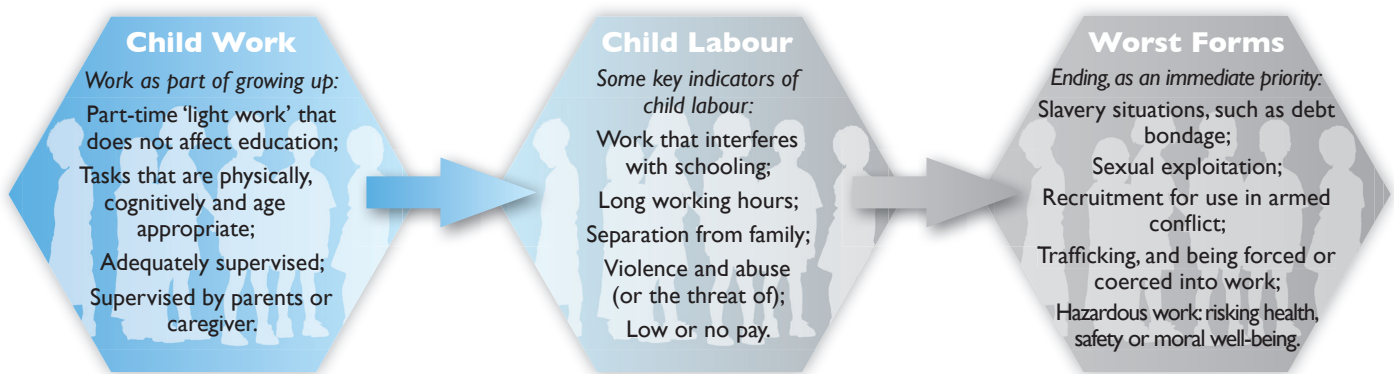 Child Work
Work as part of growing up:
Part-time ‘light work’ that
does not affect education;
Tasks that are physically,
cognitively and age
appropriate;
Adequately supervised;
Supervised by parents or
caregiver.
Child Labour
Some key indicators of
child labour:
Work that interferes
with schooling;
Long working hours;
Separation from family;
Violence and abuse
(or the threat of);
Low or no pay.
Worst Forms
Ending, as an immediate priority:
Slavery situations, such as debt
bondage;
Sexual exploitation;
Recruitment for use in armed
conflict;
Trafficking, and being forced or
coerced into work;
Hazardous work: risking health,
safety or moral well-being.